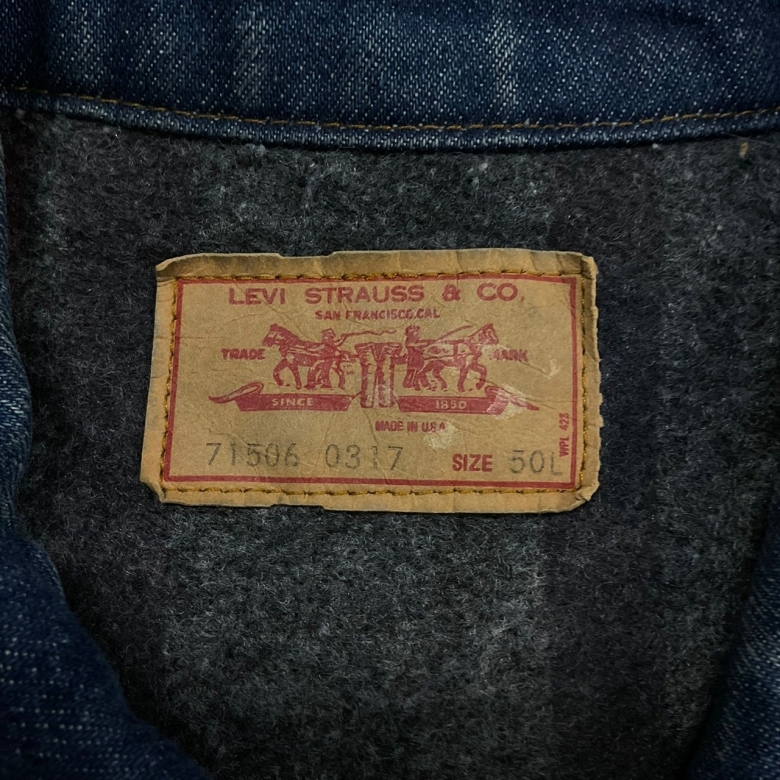 LEVI STRAUSS & CO.
SAN FRANCISCO, CAL
TRADE MARK
SINCE 1850
MADE IN U.S.A
71506 0317 SIZE 50L
WPL 423